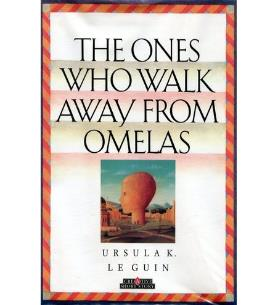 THE ONES
WHO WALK
AWAY FROM
OMELAS
URSULA K.
LE GUIN